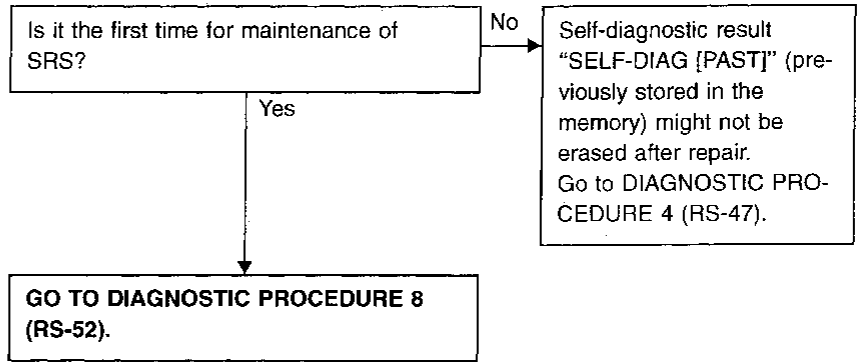 Is it the first time for maintenance of
SRS?
No
Self-diagnostic result
“SELF-DIAG [PAST]” (pre-
viously stored in the
memory) might not be
erased after repair.
Go to DIAGNOSTIC PRO-
CEDURE 4 (RS-47).
Yes
GO TO DIAGNOSTIC PROCEDURE 8
(RS-52).